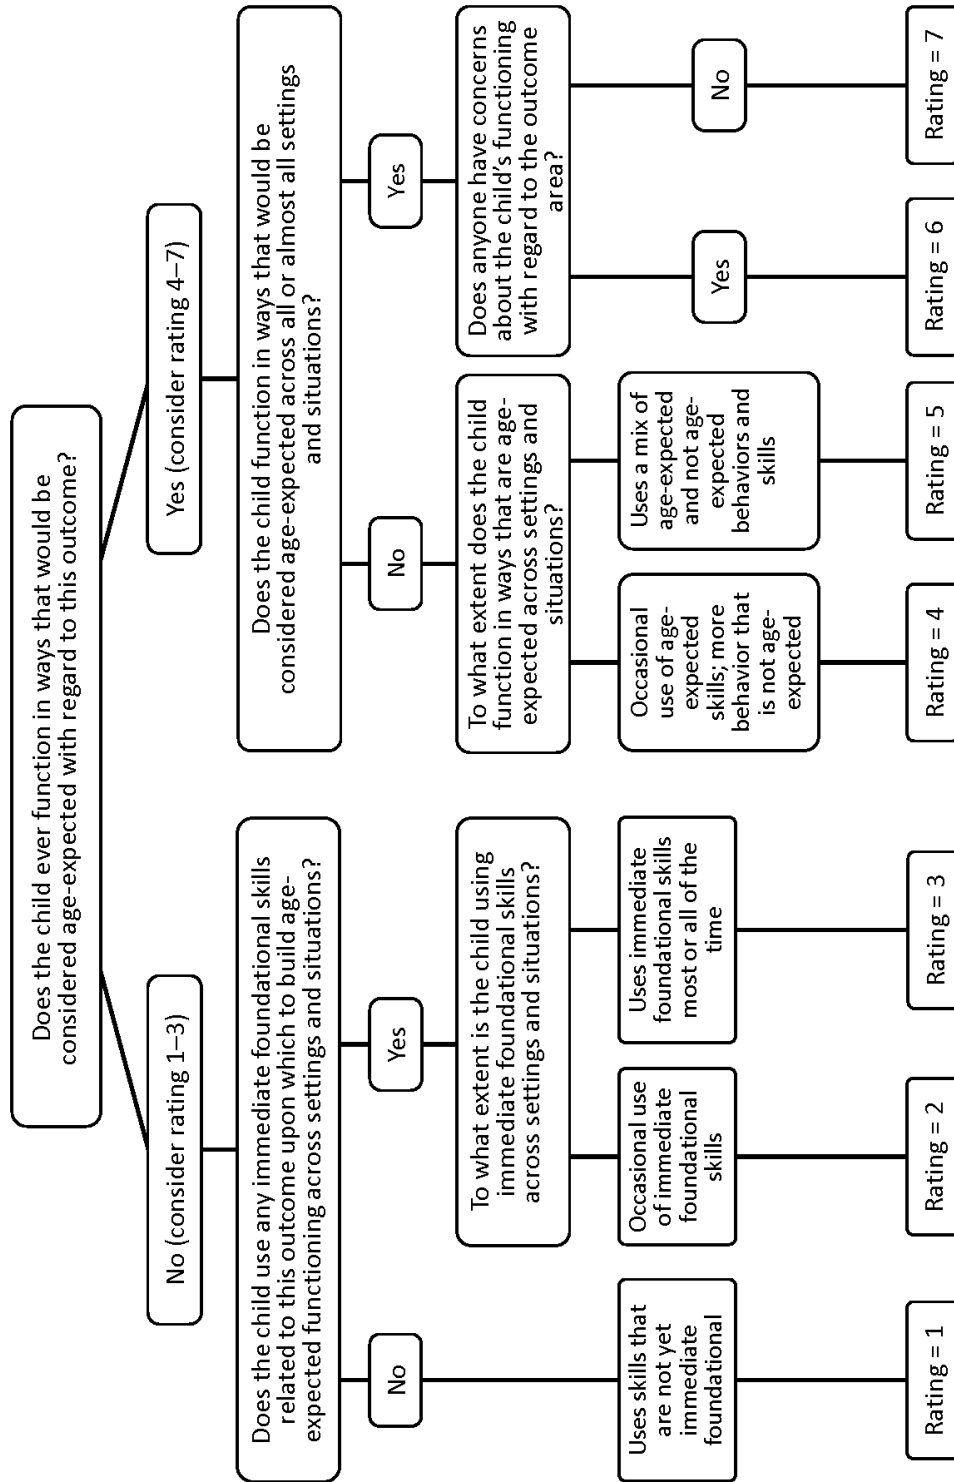 Does the child ever function in ways that would be
considered age-expected with regard to this outcome?
No (consider rating 1–3)
Yes (consider rating 4–7)
Does the child use any immediate foundational skills
related to this outcome upon which to build age-
expected functioning across settings and situations?
Does the child function in ways that would be
considered age-expected across all or almost all settings
and situations?
No
Yes
No
Yes
To what extent is the child using
immediate foundational skills
across settings and situations?
To what extent does the child
function in ways that are age-
expected across settings and
situations?
Does anyone have concerns
about the child’s functioning
with regard to the outcome
area?
Uses skills that
are not yet
immediate
foundational
Occasional use
of immediate
foundational
skills
Uses immediate
foundational skills
most or all of the
time
Occasional
use of age-
expected
skills; more
behavior that
is not age-
expected
Uses a mix of
age-expected
and not age-
expected
behaviors and
skills
Yes
No
Rating = 1
Rating = 2
Rating = 3
Rating = 4
Rating = 5
Rating = 6
Rating = 7